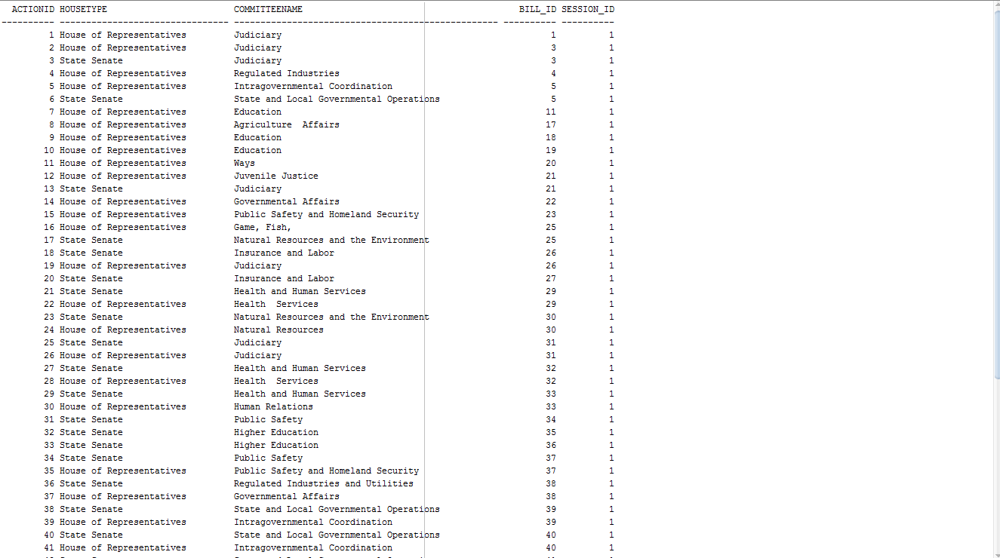 ACTIONID HOUSETYPE COMMITTEENAME BILL_ID SESSION_ID
---------- -------------------------------- -------------------------------------------------- ---------- ----------
1 House of Representatives Judiciary 1 1
2 House of Representatives Judiciary 3 1
3 State Senate Judiciary 3 1
4 House of Representatives Regulated Industries 4 1
5 House of Representatives Intragovernmental Coordination 5 1
6 State Senate State and Local Governmental Operations 5 1
7 House of Representatives Education 11 1
8 House of Representatives Agriculture  Affairs 17 1
9 House of Representatives Education 18 1
10 House of Representatives Education 19 1
11 House of Representatives Ways 20 1
12 House of Representatives Juvenile Justice 21 1
13 State Senate Judiciary 21 1
14 House of Representatives Governmental Affairs 22 1
15 House of Representatives Public Safety and Homeland Security 23 1
16 House of Representatives Game, Fish, 25 1
17 State Senate Natural Resources and the Environment 25 1
18 State Senate Insurance and Labor 26 1
19 House of Representatives Judiciary 26 1
20 State Senate Insurance and Labor 27 1
21 State Senate Health and Human Services 29 1
22 House of Representatives Health  Services 29 1
23 State Senate Natural Resources and the Environment 30 1
24 House of Representatives Natural Resources 30 1
25 State Senate Judiciary 31 1
26 House of Representatives Judiciary 31 1
27 State Senate Health and Human Services 32 1
28 House of Representatives Health  Services 32 1
29 State Senate Health and Human Services 33 1
30 House of Representatives Human Relations 33 1
31 State Senate Public Safety 34 1
32 State Senate Higher Education 35 1
33 State Senate Higher Education 36 1
34 State Senate Public Safety 37 1
35 House of Representatives Public Safety and Homeland Security 37 1
36 State Senate Regulated Industries and Utilities 38 1
37 House of Representatives Governmental Affairs 38 1
38 State Senate State and Local Governmental Operations 39 1
39 House of Representatives Intragovernmental Coordination 39 1
40 State Senate State and Local Governmental Operations 40 1
41 House of Representatives Intragovernmental Coordination 40 1